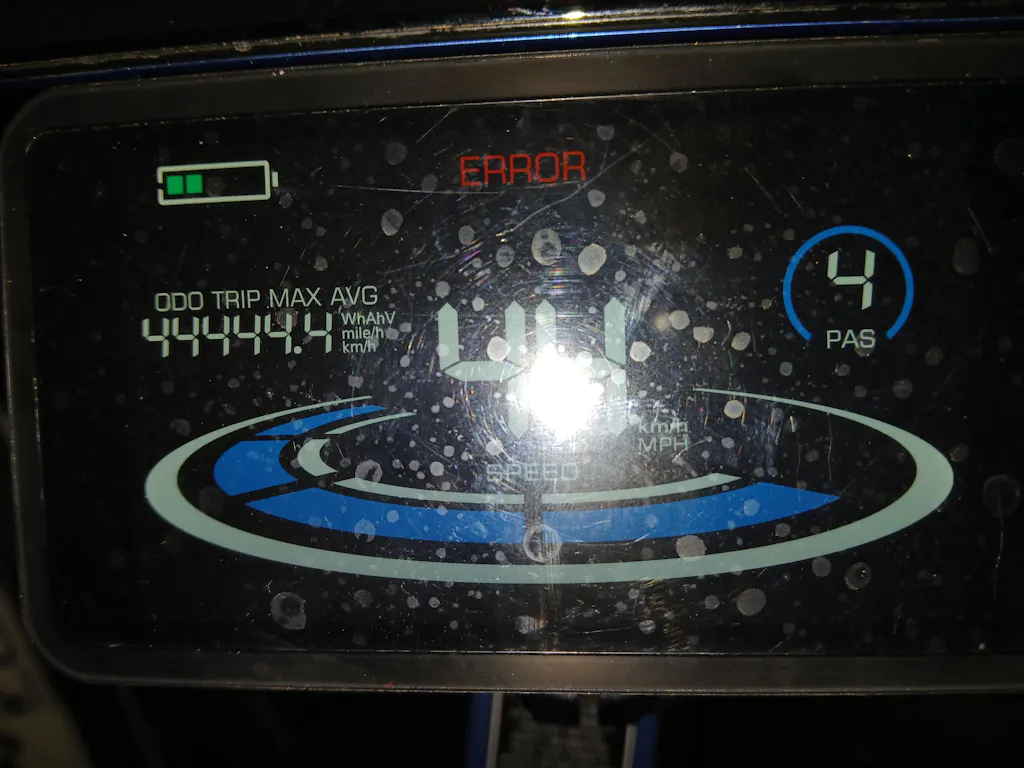 ERROR
ODO TRIP MAX AVG
44444.4 WhAhV
mile/h
km/h
44
km/h
MPH
SPEED
4
PAS